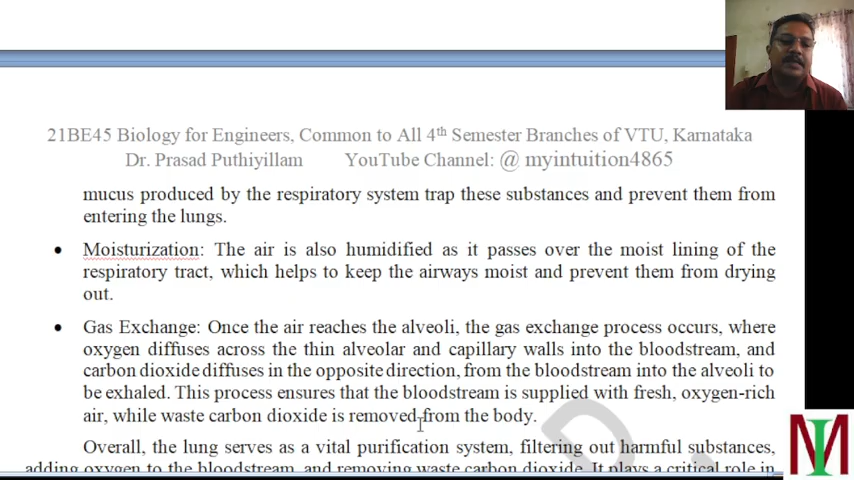 21BE45 Biology for Engineers, Common to All 4th Semester Branches of VTU, Karnataka
Dr. Prasad Puthiyillam YouTube Channel: @ myintuition4865
mucus produced by the respiratory system trap these substances and prevent them from
entering the lungs.
• Moisturization: The air is also humidified as it passes over the moist lining of the
respiratory tract, which helps to keep the airways moist and prevent them from drying
out.
• Gas Exchange: Once the air reaches the alveoli, the gas exchange process occurs, where
oxygen diffuses across the thin alveolar and capillary walls into the bloodstream, and
carbon dioxide diffuses in the opposite direction, from the bloodstream into the alveoli to
be exhaled. This process ensures that the bloodstream is supplied with fresh, oxygen-rich
air, while waste carbon dioxide is removed from the body.
Overall, the lung serves as a vital purification system, filtering out harmful substances,
adding oxygen to the bloodstream, and removing waste carbon dioxide. It plays a critical role in
MI